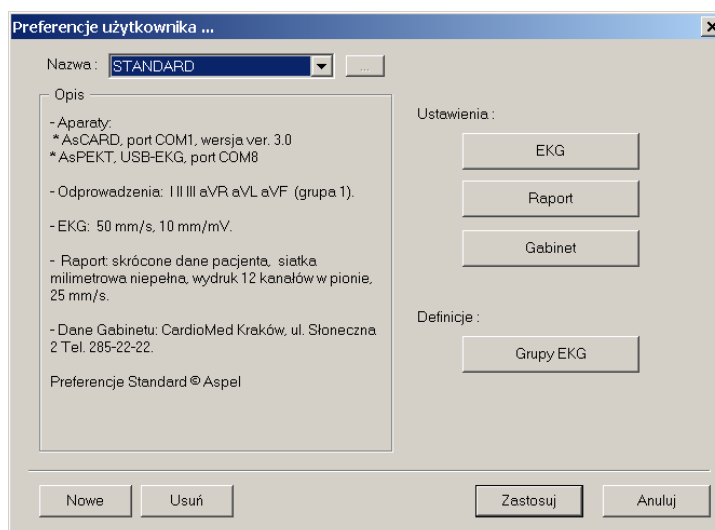 Preferencje użytkownika ...
Nazwa : STANDARD ...
Opis
- Aparaty:
* AsCARD, port COM1, wersja ver. 3.0
* AsPEKT, USB-EKG, port COM8
- Odprowadzenia: I II III aVR aVL aVF (grupa 1).
- EKG: 50 mm/s, 10 mm/mV.
- Raport: skrócone dane pacjenta, siatka
milimetrowa niepełna, wydruk 12 kanałów w pionie,
25 mm/s.
- Dane Gabinetu: CardioMed Kraków, ul. Słoneczna
2 Tel. 285-22-22.
Preferencje Standard © Aspel
Ustawienia :
EKG
Raport
Gabinet
Definicje :
Grupy EKG
Nowe Usuń Zastosuj Anuluj